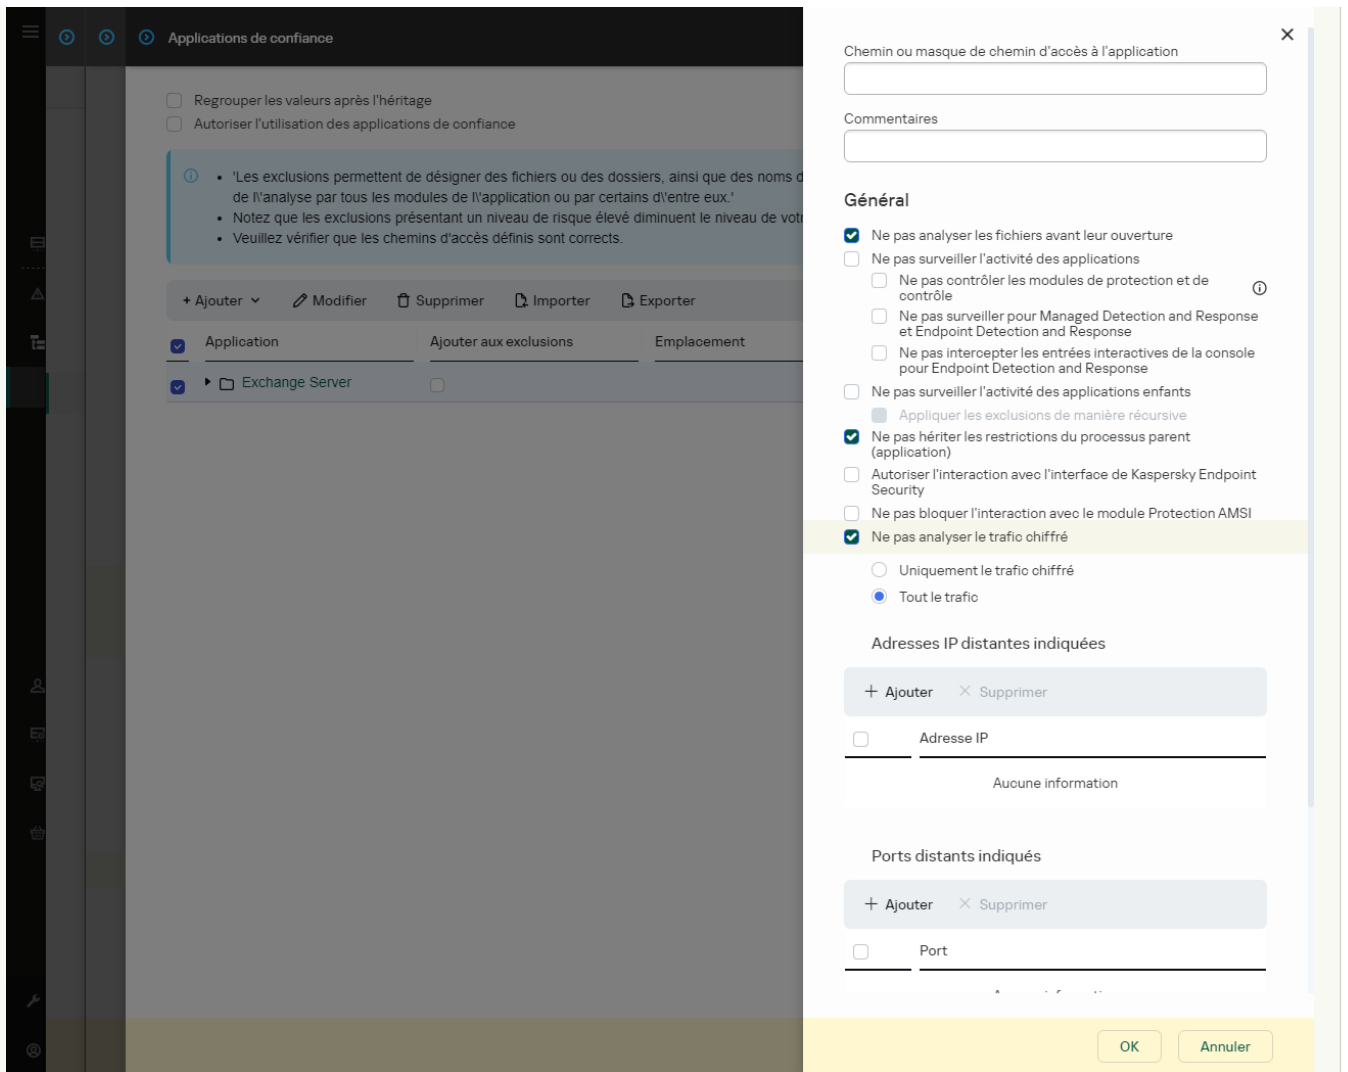 Applications de confiance
Regrouper les valeurs après l'héritage
Autoriser l'utilisation des applications de confiance
'Les exclusions permettent de désigner des fichiers ou des dossiers, ainsi que des noms d
de l\'analyse par tous les modules de l\'application ou par certains d\'entre eux.'
Notez que les exclusions présentant un niveau de risque élevé diminuent le niveau de votr
Veuillez vérifier que les chemins d'accès définis sont corrects.
+ Ajouter Modifier Supprimer Importer Exporter
Application Ajouter aux exclusions Emplacement
Exchange Server
Chemin ou masque de chemin d'accès à l'application
Commentaires
Général
Ne pas analyser les fichiers avant leur ouverture
Ne pas surveiller l'activité des applications
Ne pas contrôler les modules de protection et de
contrôle
Ne pas surveiller pour Managed Detection and Response
et Endpoint Detection and Response
Ne pas intercepter les entrées interactives de la console
pour Endpoint Detection and Response
Ne pas surveiller l'activité des applications enfants
Appliquer les exclusions de manière récursive
Ne pas hériter les restrictions du processus parent
(application)
Autoriser l'interaction avec l'interface de Kaspersky Endpoint
Security
Ne pas bloquer l'interaction avec le module Protection AMSI
Ne pas analyser le trafic chiffré
Uniquement le trafic chiffré
Tout le trafic
Adresses IP distantes indiquées
+ Ajouter × Supprimer
Adresse IP
Aucune information
Ports distants indiqués
+ Ajouter × Supprimer
Port
OK Annuler